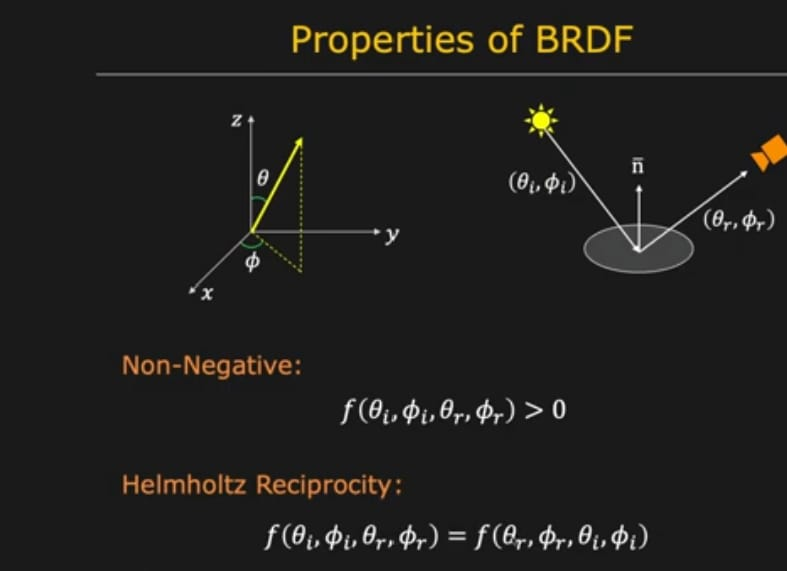 Properties of BRDF
z
θ
y
ϕ
x
(θᵢ, ϕᵢ)
n̄
(θᵣ, ϕᵣ)
Non-Negative:
f(θᵢ, ϕᵢ, θᵣ, ϕᵣ) > 0
Helmholtz Reciprocity:
f(θᵢ, ϕᵢ, θᵣ, ϕᵣ) = f(θᵣ, ϕᵣ, θᵢ, ϕᵢ)